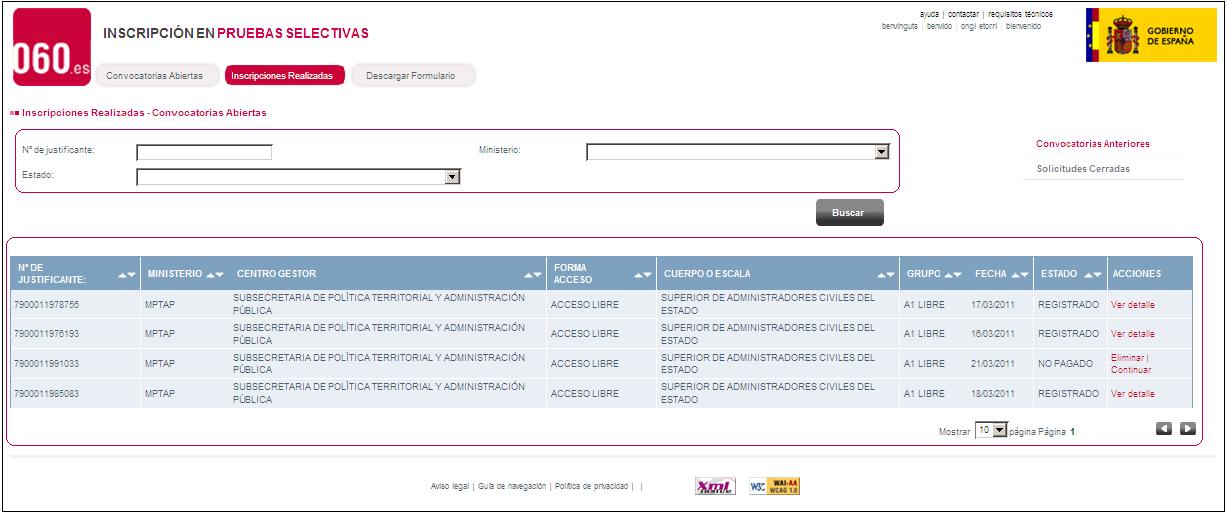 060.es
INSCRIPCIÓN EN PRUEBAS SELECTIVAS
ayuda | contactar | requisitos técnicos
benvinguts | benvido | ongi etorri | bienvenido
GOBIERNO
DE ESPAÑA
Convocatorias Abiertas
Inscripciones Realizadas
Descargar Formulario
Inscripciones Realizadas - Convocatorias Abiertas
Nº de justificante:
Ministerio:
Estado:
Convocatorias Anteriores
Solicitudes Cerradas
Buscar
Nº DE
JUSTIFICANTE:
MINISTERIO
CENTRO GESTOR
FORMA
ACCESO
CUERPO O ESCALA
GRUPO
FECHA
ESTADO
ACCIONES
7900011978756
MPTAP
SUBSECRETARIA DE POLÍTICA TERRITORIAL Y ADMINISTRACIÓN
PÚBLICA
ACCESO LIBRE
SUPERIOR DE ADMINISTRADORES CIVILES DEL
ESTADO
A1 LIBRE
17/03/2011
REGISTRADO
Ver detalle
7900011976193
MPTAP
SUBSECRETARIA DE POLÍTICA TERRITORIAL Y ADMINISTRACIÓN
PÚBLICA
ACCESO LIBRE
SUPERIOR DE ADMINISTRADORES CIVILES DEL
ESTADO
A1 LIBRE
16/03/2011
REGISTRADO
Ver detalle
7900011991033
MPTAP
SUBSECRETARIA DE POLÍTICA TERRITORIAL Y ADMINISTRACIÓN
PÚBLICA
ACCESO LIBRE
SUPERIOR DE ADMINISTRADORES CIVILES DEL
ESTADO
A1 LIBRE
21/03/2011
NO PAGADO
Eliminar |
Continuar
7900011985083
MPTAP
SUBSECRETARIA DE POLÍTICA TERRITORIAL Y ADMINISTRACIÓN
PÚBLICA
ACCESO LIBRE
SUPERIOR DE ADMINISTRADORES CIVILES DEL
ESTADO
A1 LIBRE
18/03/2011
REGISTRADO
Ver detalle
Mostrar 10 página Página 1
Aviso legal | Guía de navegación | Política de privacidad | |
Xml
W3C WAI-AA
WCAG 1.0